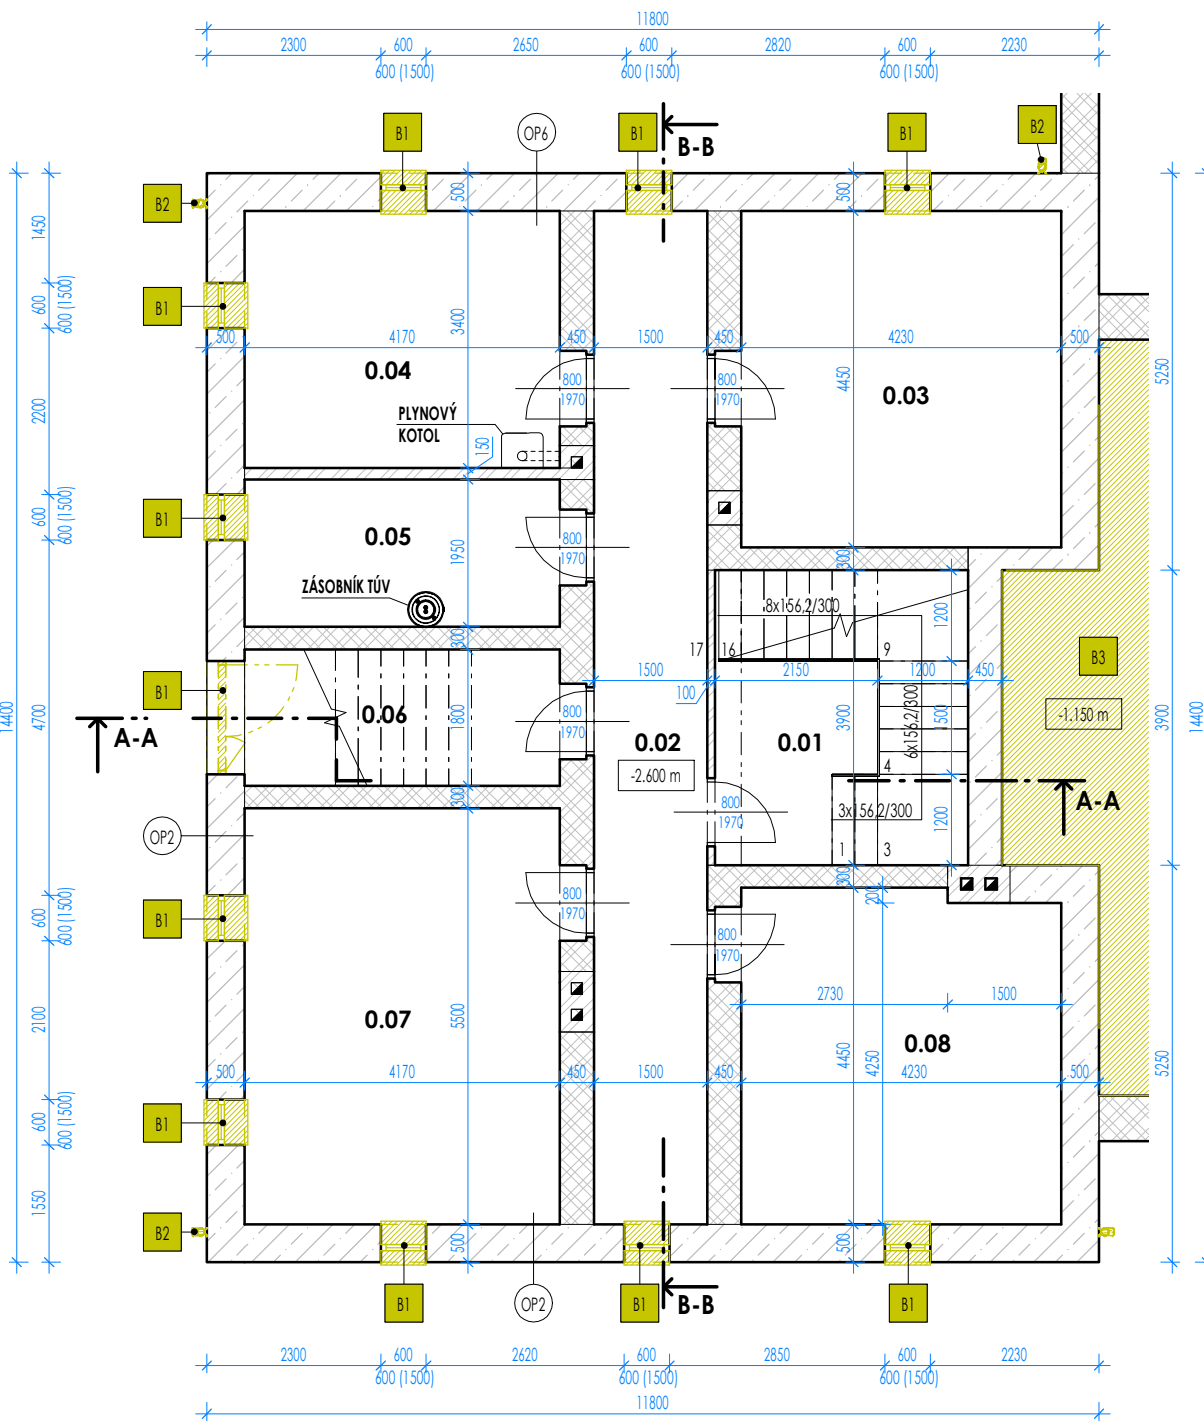 11800
2300 600 2650 600 2820 600 2230
600 (1500) 600 (1500) 600 (1500)
B1 OP6 B1 B1 B2
B-B
B2
500 500
1450
B1
600
600 (1500)
500 4170 450 1500 450 4230 500
3400
0.04
4450
0.03
5250
800
1970
800
1970
2200
PLYNOVÝ
KOTOL
150
B1
600
600 (1500)
0.05
800
1970
1950
ZÁSOBNÍK TÚV
300
300
8x156,2/300
1200
17 16 9
B3
B1
1500 2150 1200 450
100
14400
4700
0.06
1800
800
1970
0.02
-2.600 m
3900
0.01
6x156,2/300
1500
-1.150 m
3900
14400
A-A
4
A-A
300
800
1970
3x156,2/300
1200
OP2
1 3
300
200
B1
600
600 (1500)
800
1970
800
1970
2730 1500
2100
0.07
5500
4450
4250
0.08
5250
500 4170 450 1500 450 4230 500
B1
600
600 (1500)
1550
B2
500 500
B1 OP2 B1 B-B B1
2300 600 2620 600 2850 600 2230
600 (1500) 600 (1500) 600 (1500)
11800